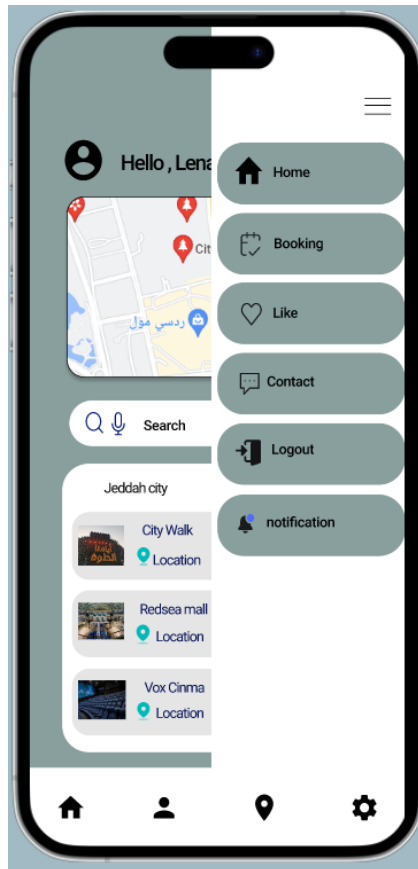 Hello , Lena
Home
Cit
Booking
ردسي مول
Like
Search
Contact
Jeddah city
Logout
City Walk
Location
notification
Redsea mall
Location
Vox Cinma
Location